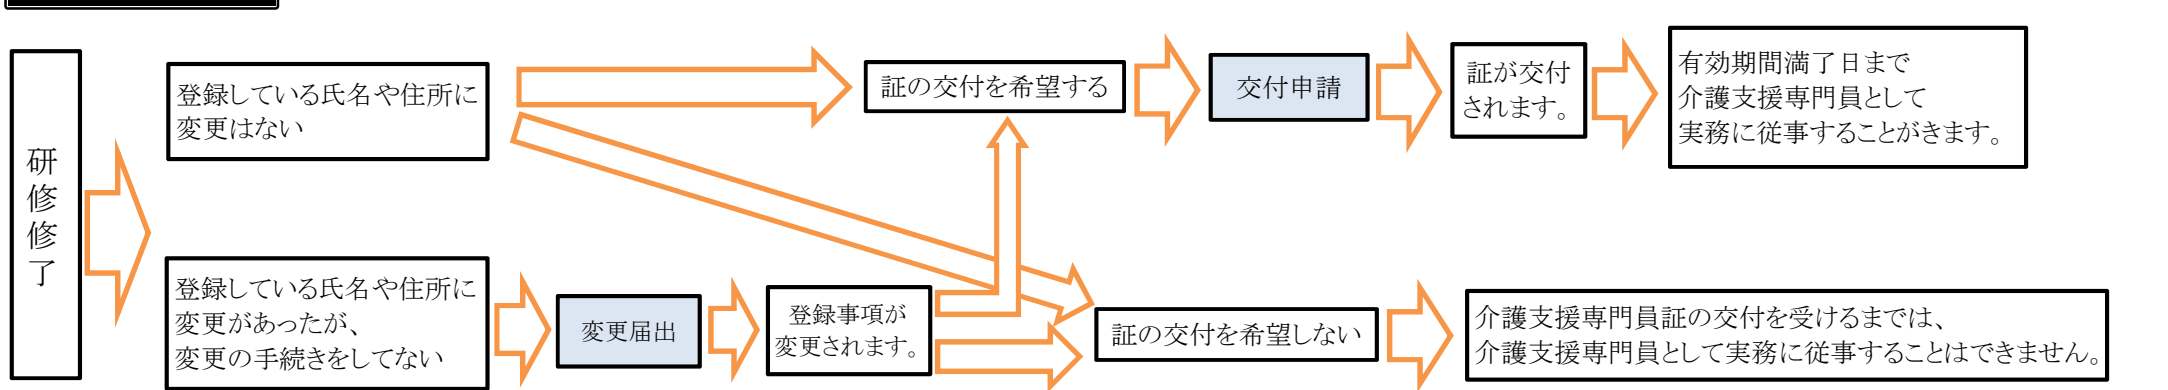 研修修了
登録している氏名や住所に
変更はない
証の交付を希望する
交付申請
証が交付
されます。
有効期間満了日まで
介護支援専門員として
実務に従事することがきます。
登録している氏名や住所に
変更があったが、
変更の手続きをしてない
変更届出
登録事項が
変更されます。
証の交付を希望しない
介護支援専門員証の交付を受けるまでは、
介護支援専門員として実務に従事することはできません。